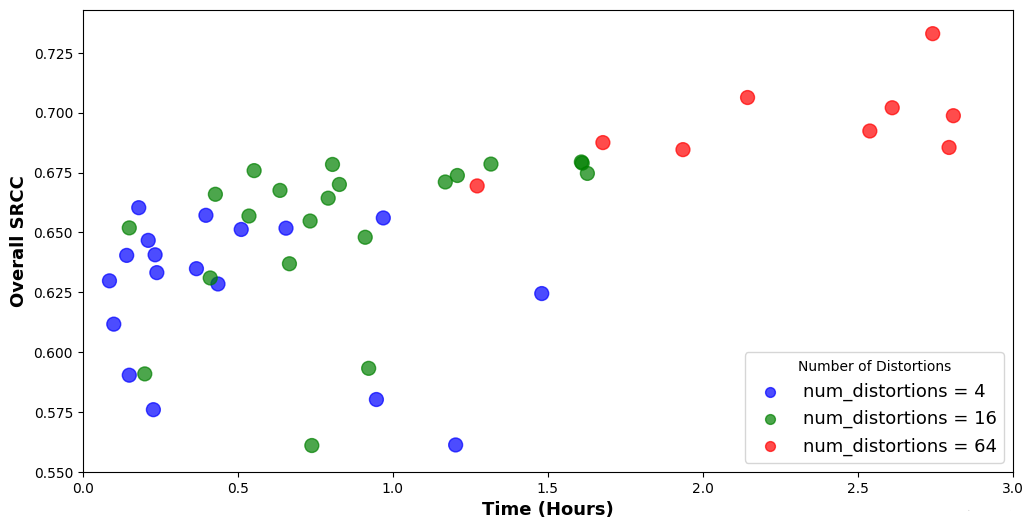 Overall SRCC
0.725
0.700
0.675
0.650
0.625
0.600
0.575
0.550
Number of Distortions
num_distortions = 4
num_distortions = 16
num_distortions = 64
0.0 0.5 1.0 1.5 2.0 2.5 3.0
Time (Hours)